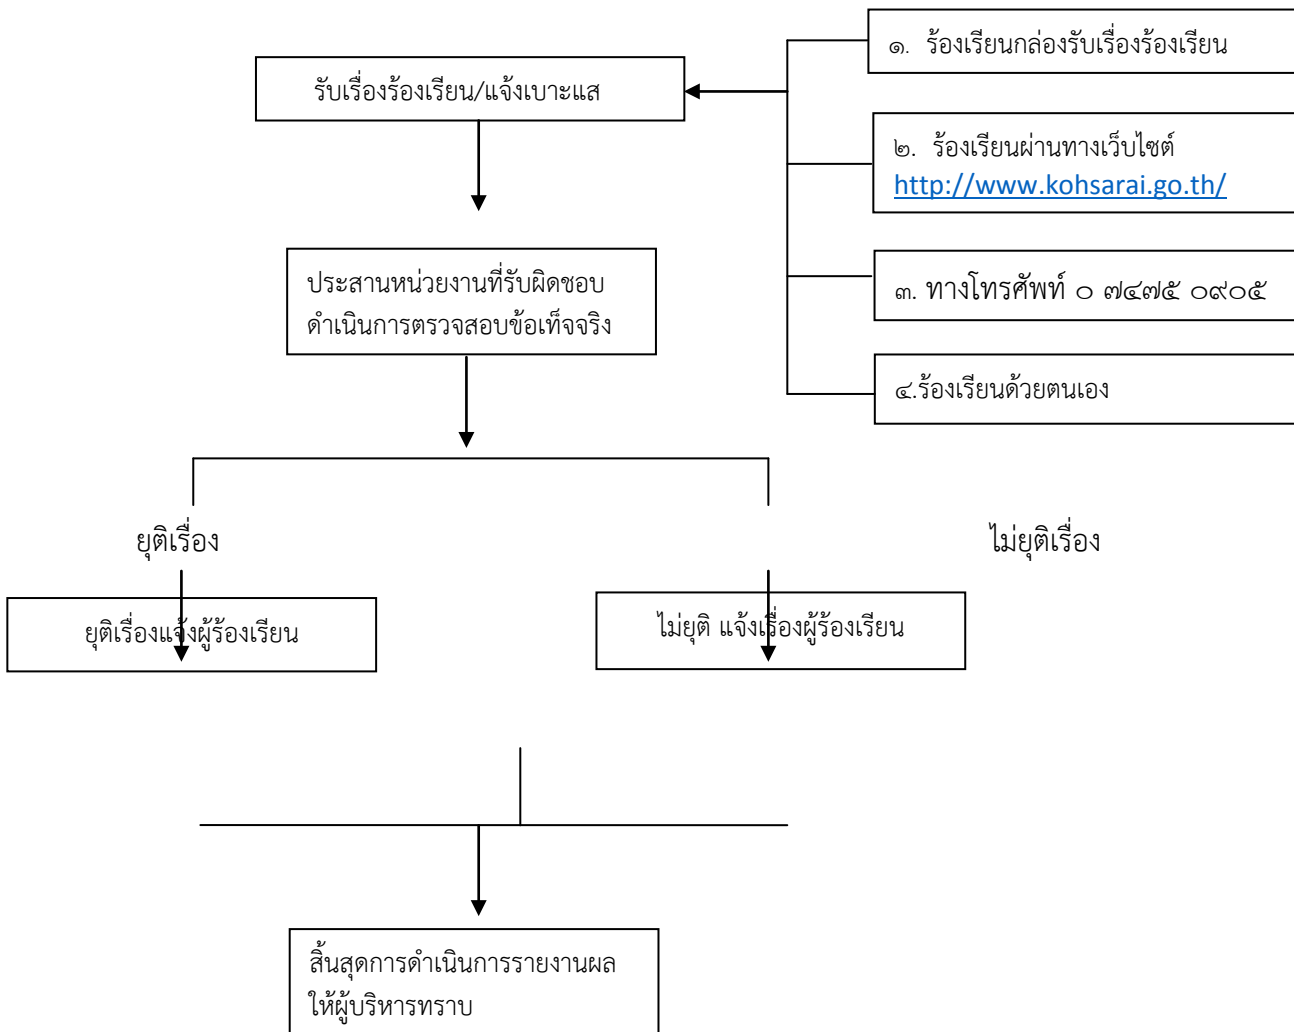 ๑. ร้องเรียนกล่องรับเรื่องร้องเรียน
รับเรื่องร้องเรียน/แจ้งเบาะแส
๒. ร้องเรียนผ่านทางเว็บไซต์
http://www.kohsarai.go.th/
ประสานหน่วยงานที่รับผิดชอบ
ดำเนินการตรวจสอบข้อเท็จจริง
๓. ทางโทรศัพท์ ๐ ๗๔๗๕ ๐๙๐๕
๔.ร้องเรียนด้วยตนเอง
ยุติเรื่อง
ไม่ยุติเรื่อง
ยุติเรื่องแจ้งผู้ร้องเรียน
ไม่ยุติ แจ้งเรื่องผู้ร้องเรียน
สิ้นสุดการดำเนินการรายงานผล
ให้ผู้บริหารทราบ